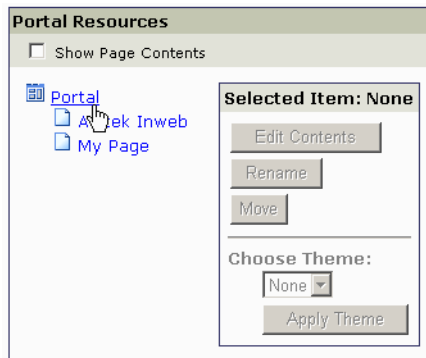 Portal Resources
Show Page Contents
Portal
Inweb
My Page
Selected Item: None
Edit Contents
Rename
Move
Choose Theme:
None
Apply Theme